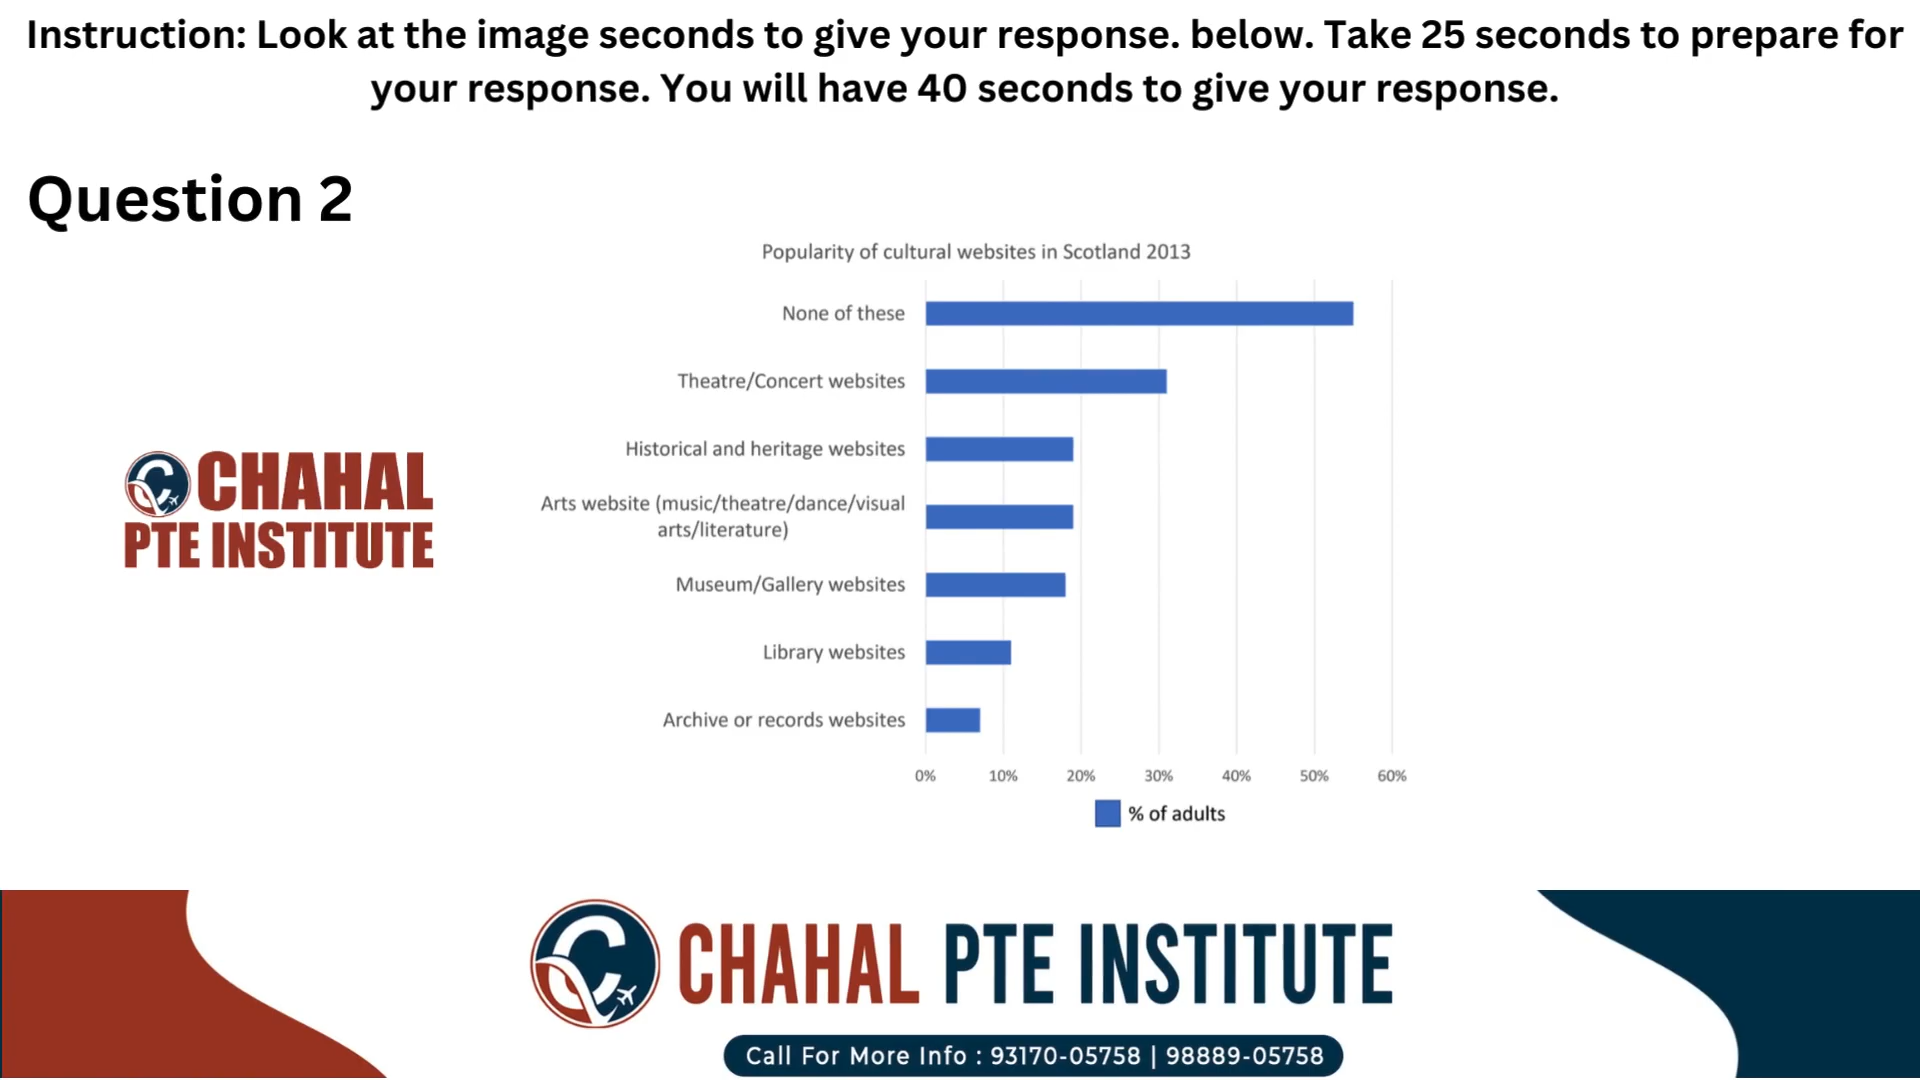 Instruction: Look at the image seconds to give your response. below. Take 25 seconds to prepare for
your response. You will have 40 seconds to give your response.
Question 2
Popularity of cultural websites in Scotland 2013
None of these
Theatre/Concert websites
Historical and heritage websites
Arts website (music/theatre/dance/visual
arts/literature)
Museum/Gallery websites
Library websites
Archive or records websites
0% 10% 20% 30% 40% 50% 60%
% of adults
CHAHAL
PTE INSTITUTE
CHAHAL PTE INSTITUTE
Call For More Info : 93170-05758 | 98889-05758